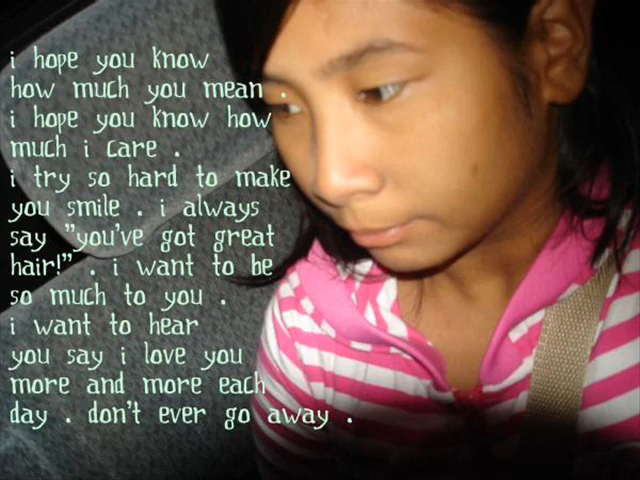 i hope you know
how much you mean .
i hope you know how
much i care .
i try so hard to make
you smile . i always
say "you've got great
hair!" . i want to be
so much to you .
i want to hear
you say i love you
more and more each
day . don't ever go away .